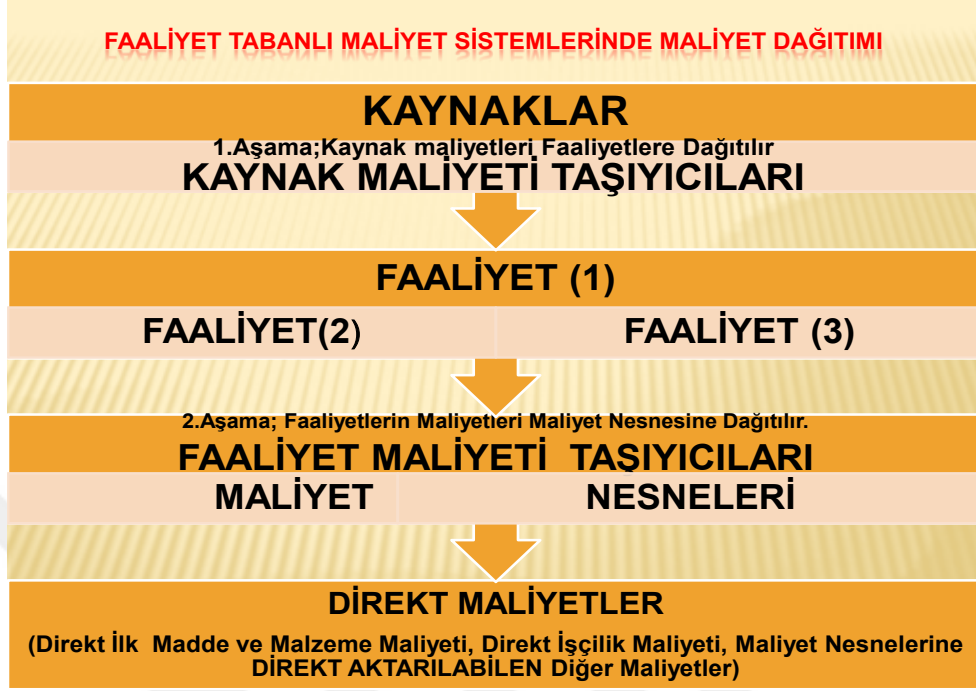 FAALİYET TABANLI MALİYET SİSTEMLERİNDE MALİYET DAĞITIMI
KAYNAKLAR
1.Aşama;Kaynak maliyetleri Faaliyetlere Dağıtılır
KAYNAK MALİYETİ TAŞIYICILARI
FAALİYET (1)
FAALİYET(2) FAALİYET (3)
2.Aşama; Faaliyetlerin Maliyetleri Maliyet Nesnesine Dağıtılır.
FAALİYET MALİYETİ TAŞIYICILARI
MALİYET NESNELERİ
DİREKT MALİYETLER
(Direkt İlk Madde ve Malzeme Maliyeti, Direkt İşçilik Maliyeti, Maliyet Nesnelerine
DİREKT AKTARILABİLEN Diğer Maliyetler)